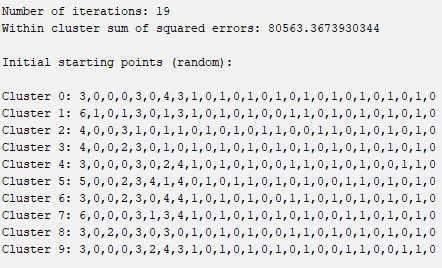 Number of iterations: 19
Within cluster sum of squared errors: 80563.3673930344
Initial starting points (random):
Cluster 0: 3,0,0,0,3,0,4,3,1,0,1,0,1,0,1,0,1,0,1,0,1,0,1,0,1,0
Cluster 1: 6,1,0,1,3,0,1,3,1,0,1,0,1,0,1,0,0,1,1,0,1,0,1,0,1,0
Cluster 2: 4,0,0,3,1,0,1,1,0,1,0,1,0,1,1,0,0,1,1,0,1,0,1,0,1,0
Cluster 3: 4,0,0,2,3,0,1,0,1,0,1,0,1,0,1,0,1,0,1,0,1,0,1,0,1,0
Cluster 4: 3,0,0,0,3,0,2,4,1,0,1,0,1,0,1,0,0,1,1,0,1,0,0,1,1,0
Cluster 5: 5,0,0,2,3,4,1,4,0,1,0,1,1,0,1,0,1,0,0,1,1,0,1,0,1,0
Cluster 6: 3,0,0,2,3,0,4,4,1,0,1,1,0,1,0,0,1,0,0,1,1,0,1,0,1,0
Cluster 7: 6,0,0,0,3,1,3,4,1,0,1,0,1,0,1,0,0,1,1,0,1,0,1,0,1,0
Cluster 8: 3,0,2,0,3,0,3,0,1,0,1,0,1,0,1,0,0,1,1,0,1,0,1,0,1,0
Cluster 9: 3,0,0,0,3,2,4,3,1,0,1,0,1,0,1,0,1,0,0,1,1,0,0,1,1,0